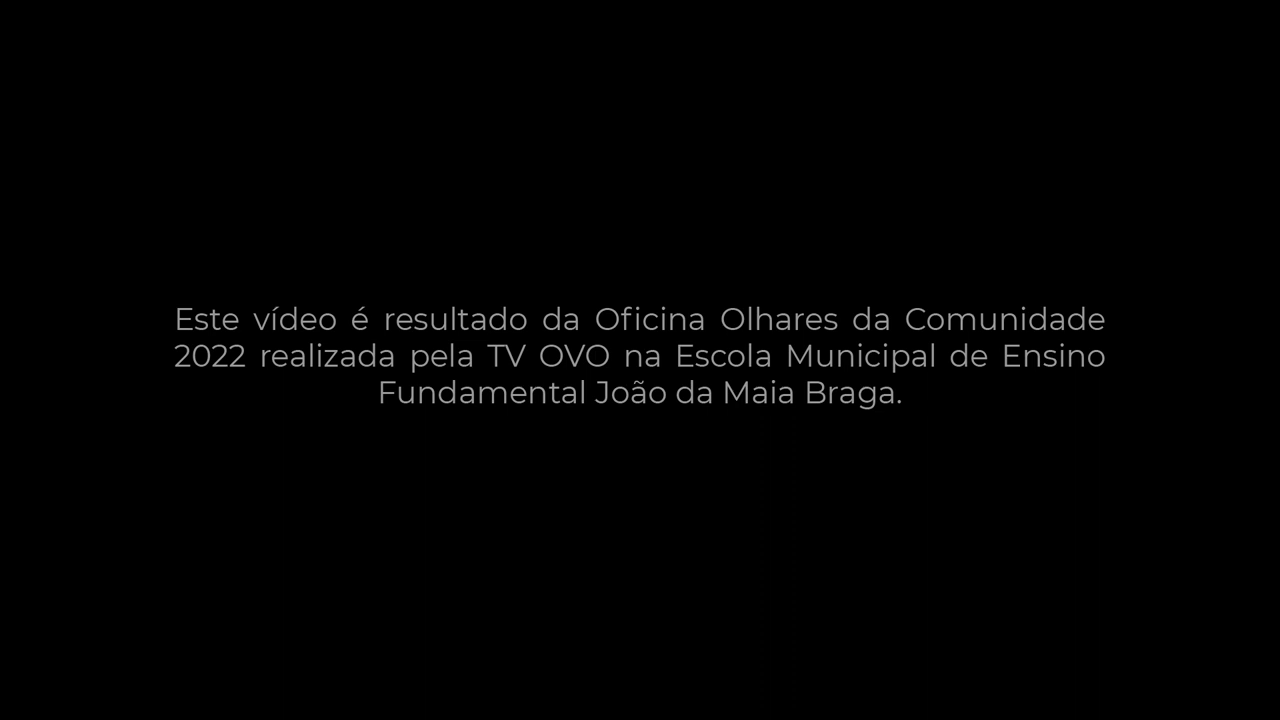 Este vídeo é resultado da Oficina Olhares da Comunidade
2022 realizada pela TV OVO na Escola Municipal de Ensino
Fundamental João da Maia Braga.